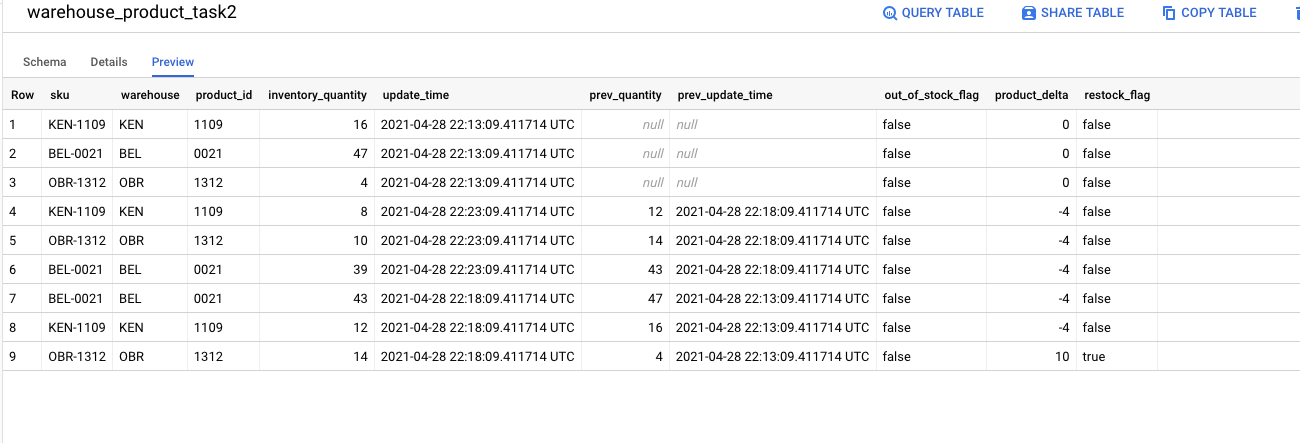 warehouse_product_task2 QUERY TABLE SHARE TABLE COPY TABLE
Schema Details Preview
Row sku warehouse product_id inventory_quantity update_time prev_quantity prev_update_time out_of_stock_flag product_delta restock_flag
1 KEN-1109 KEN 1109 16 2021-04-28 22:13:09.411714 UTC null null false 0 false
2 BEL-0021 BEL 0021 47 2021-04-28 22:13:09.411714 UTC null null false 0 false
3 OBR-1312 OBR 1312 4 2021-04-28 22:13:09.411714 UTC null null false 0 false
4 KEN-1109 KEN 1109 8 2021-04-28 22:23:09.411714 UTC 12 2021-04-28 22:18:09.411714 UTC false -4 false
5 OBR-1312 OBR 1312 10 2021-04-28 22:23:09.411714 UTC 14 2021-04-28 22:18:09.411714 UTC false -4 false
6 BEL-0021 BEL 0021 39 2021-04-28 22:23:09.411714 UTC 43 2021-04-28 22:18:09.411714 UTC false -4 false
7 BEL-0021 BEL 0021 43 2021-04-28 22:18:09.411714 UTC 47 2021-04-28 22:13:09.411714 UTC false -4 false
8 KEN-1109 KEN 1109 12 2021-04-28 22:18:09.411714 UTC 16 2021-04-28 22:13:09.411714 UTC false -4 false
9 OBR-1312 OBR 1312 14 2021-04-28 22:18:09.411714 UTC 4 2021-04-28 22:13:09.411714 UTC false 10 true